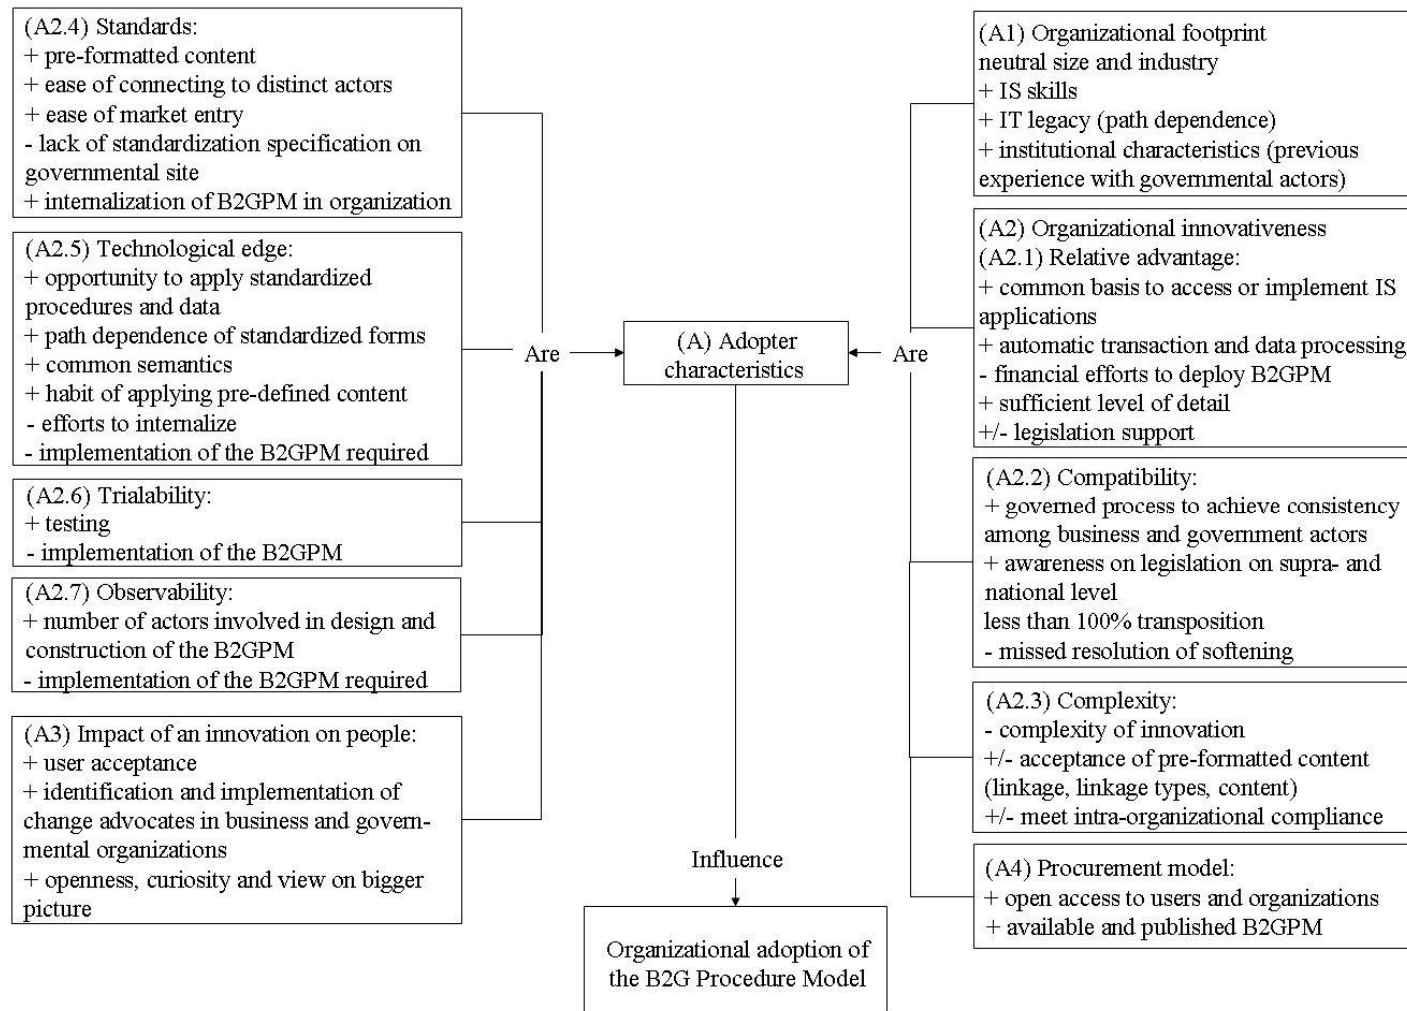 (A2.4) Standards:
+ pre-formatted content
+ ease of connecting to distinct actors
+ ease of market entry
- lack of standardization specification on
governmental site
+ internalization of B2GPM in organization
(A2.5) Technological edge:
+ opportunity to apply standardized
procedures and data
+ path dependence of standardized forms
+ common semantics
+ habit of applying pre-defined content
- efforts to internalize
- implementation of the B2GPM required
(A2.6) Trialability:
+ testing
- implementation of the B2GPM
(A2.7) Observability:
+ number of actors involved in design and
construction of the B2GPM
- implementation of the B2GPM required
(A3) Impact of an innovation on people:
+ user acceptance
+ identification and implementation of
change advocates in business and govern-
mental organizations
+ openness, curiosity and view on bigger
picture
Are
(A) Adopter
characteristics
Are
Influence
Organizational adoption of
the B2G Procedure Model
(A1) Organizational footprint
neutral size and industry
+ IS skills
+ IT legacy (path dependence)
+ institutional characteristics (previous
experience with governmental actors)
(A2) Organizational innovativeness
(A2.1) Relative advantage:
+ common basis to access or implement IS
applications
+ automatic transaction and data processing
- financial efforts to deploy B2GPM
+ sufficient level of detail
+/- legislation support
(A2.2) Compatibility:
+ governed process to achieve consistency
among business and government actors
+ awareness on legislation on supra- and
national level
less than 100% transposition
- missed resolution of softening
(A2.3) Complexity:
- complexity of innovation
+/- acceptance of pre-formatted content
(linkage, linkage types, content)
+/- meet intra-organizational compliance
(A4) Procurement model:
+ open access to users and organizations
+ available and published B2GPM